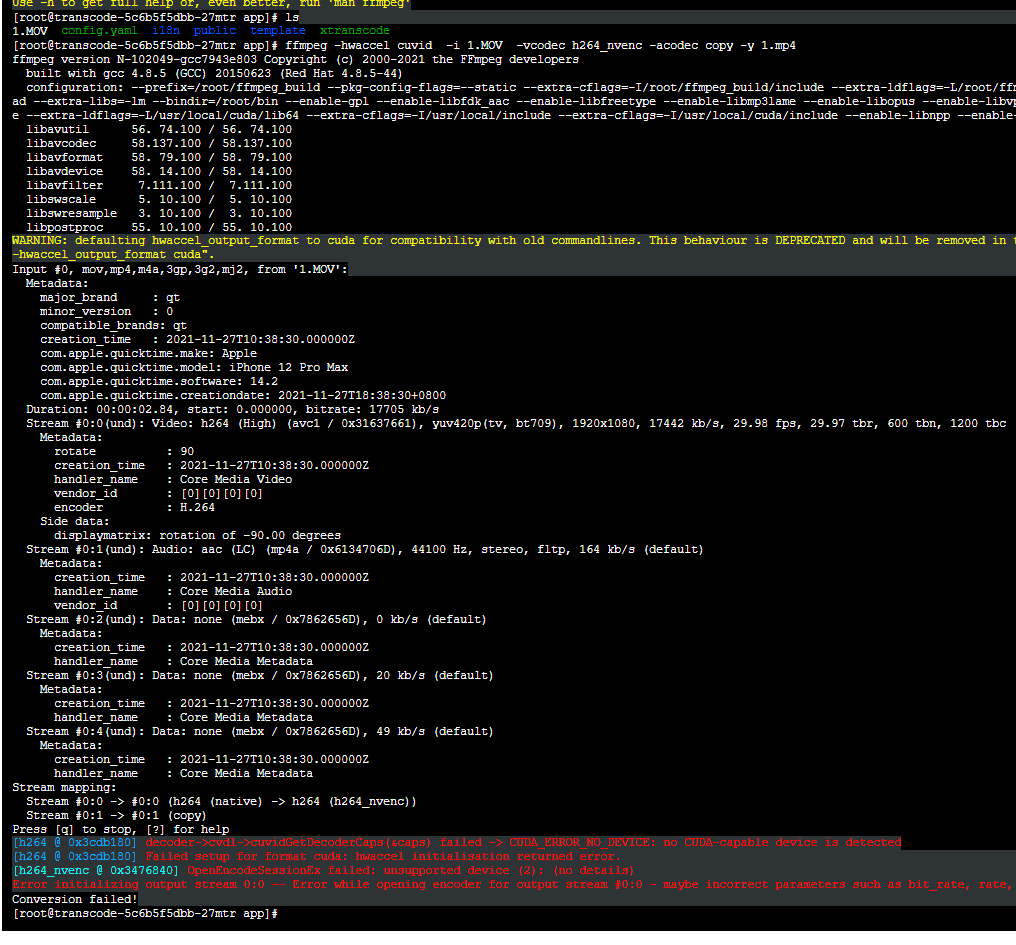 Use -h to get full help or, even better, run 'man ffmpeg'
[root@transcode-5c6b5f5dbb-27mtr app]# ls
1.MOV config.yaml i18n public template xtranscode
[root@transcode-5c6b5f5dbb-27mtr app]# ffmpeg -hwaccel cuvid -i 1.MOV -vcodec h264_nvenc -acodec copy -y 1.mp4
ffmpeg version N-102049-gcc7943e803 Copyright (c) 2000-2021 the FFmpeg developers
built with gcc 4.8.5 (GCC) 20150623 (Red Hat 4.8.5-44)
configuration: --prefix=/root/ffmpeg_build --pkg-config-flags=--static --extra-cflags=-I/root/ffmpeg_build/include --extra-ldflags=-L/root/ffm
ad --extra-libs=-lm --bindir=/root/bin --enable-gpl --enable-libfdk_aac --enable-libfreetype --enable-libmp3lame --enable-libopus --enable-libvp
e --extra-ldflags=-L/usr/local/cuda/lib64 --extra-cflags=-I/usr/local/include --extra-cflags=-I/usr/local/cuda/include --enable-libnpp --enable-
libavutil 56. 74.100 / 56. 74.100
libavcodec 58.137.100 / 58.137.100
libavformat 58. 79.100 / 58. 79.100
libavdevice 58. 14.100 / 58. 14.100
libavfilter 7.111.100 / 7.111.100
libswscale 5. 10.100 / 5. 10.100
libswresample 3. 10.100 / 3. 10.100
libpostproc 55. 10.100 / 55. 10.100
WARNING: defaulting hwaccel_output_format to cuda for compatibility with old commandlines. This behaviour is DEPRECATED and will be removed in t
-hwaccel_output_format cuda".
Input #0, mov,mp4,m4a,3gp,3g2,mj2, from '1.MOV':
Metadata:
major_brand : qt
minor_version : 0
compatible_brands: qt
creation_time : 2021-11-27T10:38:30.000000Z
com.apple.quicktime.make: Apple
com.apple.quicktime.model: iPhone 12 Pro Max
com.apple.quicktime.software: 14.2
com.apple.quicktime.creationdate: 2021-11-27T18:38:30+0800
Duration: 00:00:02.84, start: 0.000000, bitrate: 17705 kb/s
Stream #0:0(und): Video: h264 (High) (avc1 / 0x31637661), yuv420p(tv, bt709), 1920x1080, 17442 kb/s, 29.98 fps, 29.97 tbr, 600 tbn, 1200 tbc
Metadata:
rotate : 90
creation_time : 2021-11-27T10:38:30.000000Z
handler_name : Core Media Video
vendor_id : [0][0][0][0]
encoder : H.264
Side data:
displaymatrix: rotation of -90.00 degrees
Stream #0:1(und): Audio: aac (LC) (mp4a / 0x6134706D), 44100 Hz, stereo, fltp, 164 kb/s (default)
Metadata:
creation_time : 2021-11-27T10:38:30.000000Z
handler_name : Core Media Audio
vendor_id : [0][0][0][0]
Stream #0:2(und): Data: none (mebx / 0x7862656D), 0 kb/s (default)
Metadata:
creation_time : 2021-11-27T10:38:30.000000Z
handler_name : Core Media Metadata
Stream #0:3(und): Data: none (mebx / 0x7862656D), 20 kb/s (default)
Metadata:
creation_time : 2021-11-27T10:38:30.000000Z
handler_name : Core Media Metadata
Stream #0:4(und): Data: none (mebx / 0x7862656D), 49 kb/s (default)
Metadata:
creation_time : 2021-11-27T10:38:30.000000Z
handler_name : Core Media Metadata
Stream mapping:
Stream #0:0 -> #0:0 (h264 (native) -> h264 (h264_nvenc))
Stream #0:1 -> #0:1 (copy)
Press [q] to stop, [?] for help
[h264 @ 0x3cdb180] decoder->cvdl->cuvidGetDecoderCaps(&caps) failed -> CUDA_ERROR_NO_DEVICE: no CUDA-capable device is detected
[h264 @ 0x3cdb180] Failed setup for format cuda: hwaccel initialisation returned error.
[h264_nvenc @ 0x3476840] OpenEncodeSessionEx failed: unsupported device (2): (no details)
Error initializing output stream 0:0 -- Error while opening encoder for output stream #0:0 - maybe incorrect parameters such as bit_rate, rate,
Conversion failed!
[root@transcode-5c6b5f5dbb-27mtr app]#